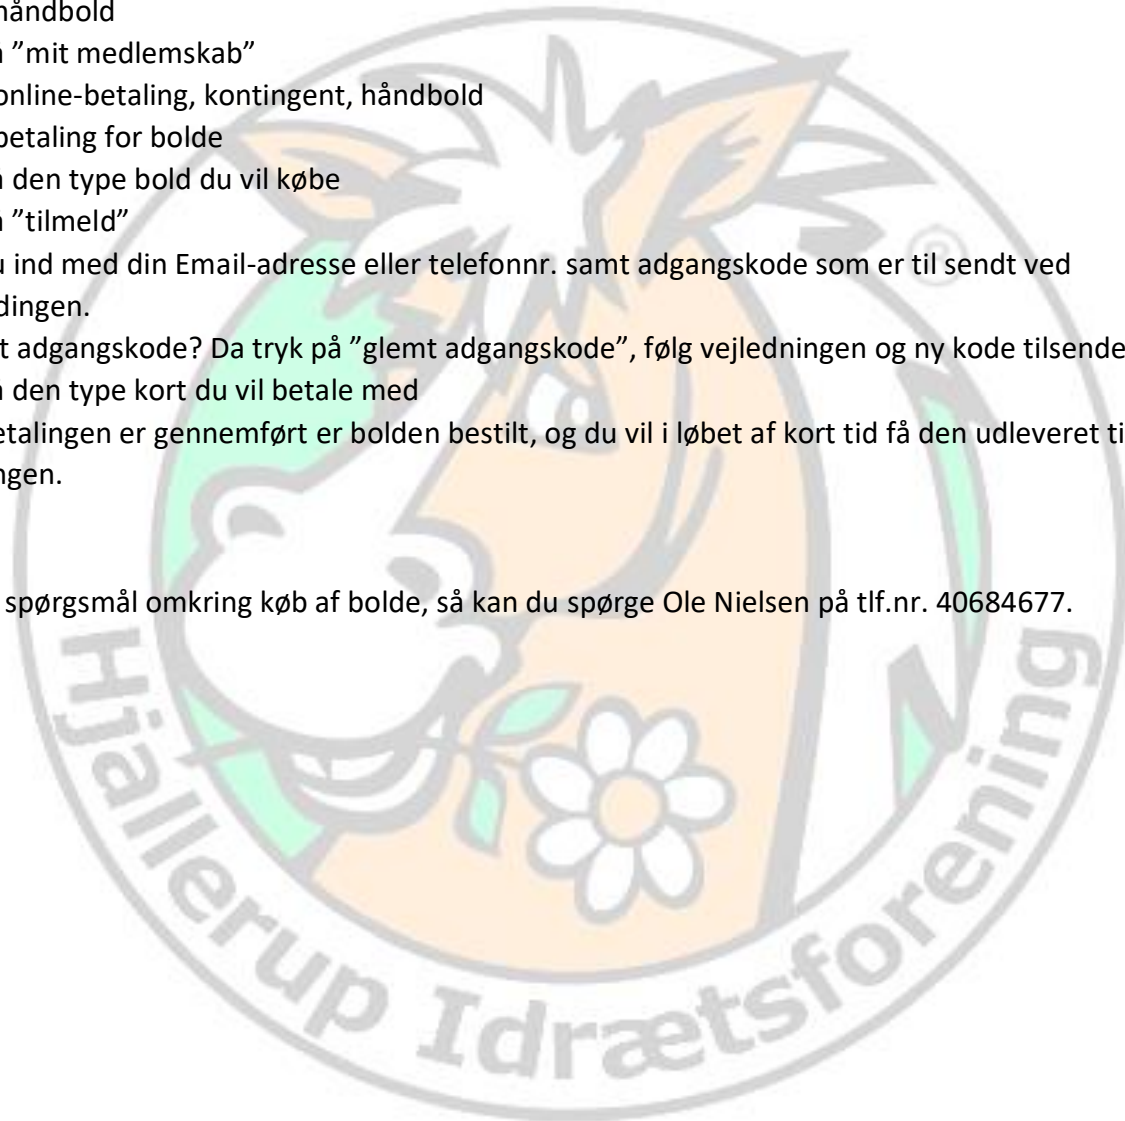 håndbold
”mit medlemskab”
online-betaling, kontingent, håndbold
betaling for bolde
den type bold du vil købe
”tilmeld”
ind med din Email-adresse eller telefonnr. samt adgangskode som er til sendt ved
dingen.
t adgangskode? Da tryk på ”glemt adgangskode”, følg vejledningen og ny kode tilsende
den type kort du vil betale med
etalingen er gennemført er bolden bestilt, og du vil i løbet af kort tid få den udleveret ti
ngen.
spørgsmål omkring køb af bolde, så kan du spørge Ole Nielsen på tlf.nr. 40684677.
®
Hjallerup Idrætsforening